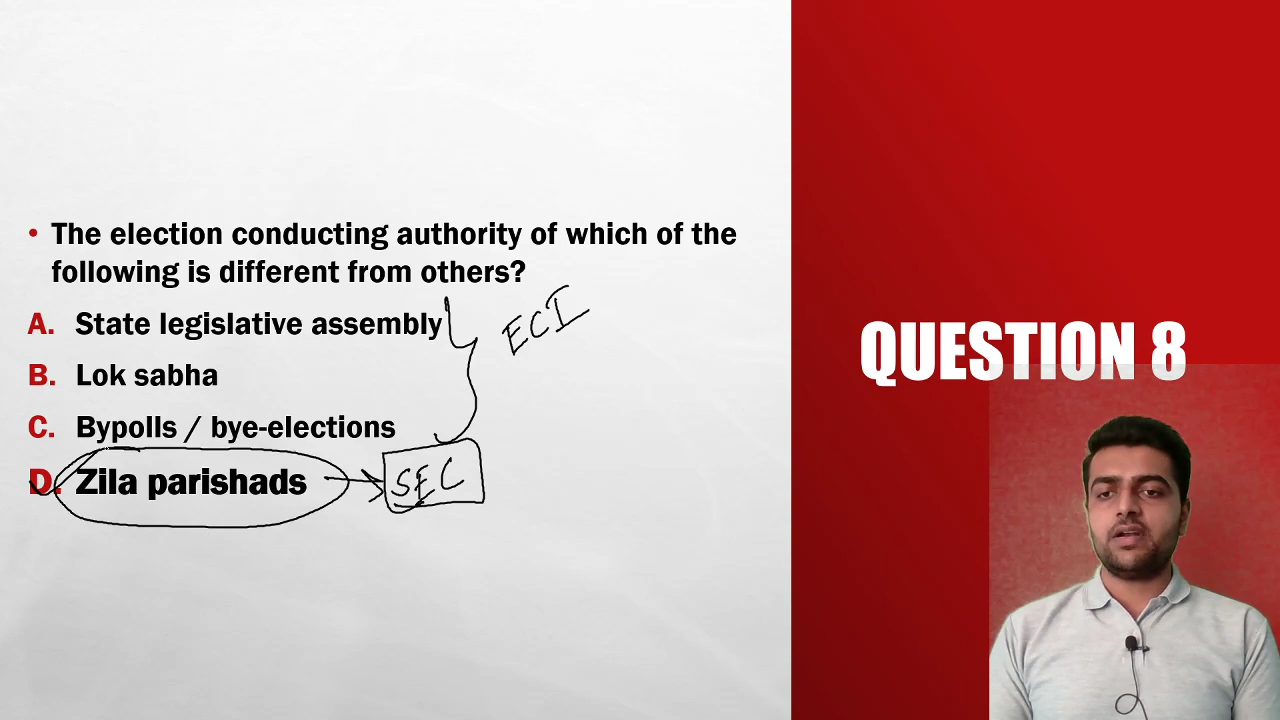 • The election conducting authority of which of the
following is different from others?
A. State legislative assembly
B. Lok sabha
C. Bypolls / bye-elections
D. Zila parishads
ECI
SEC
QUESTION 8